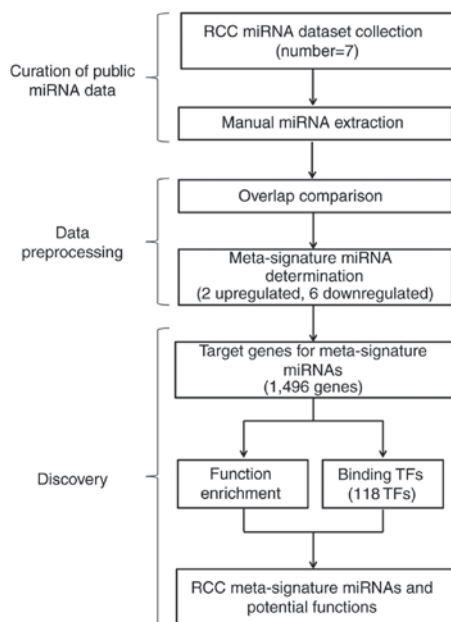 RCC miRNA dataset collection
(number=7)
Curation of public
miRNA data
Manual miRNA extraction
Overlap comparison
Data
preprocessing
Meta-signature miRNA
determination
(2 upregulated, 6 downregulated)
Target genes for meta-signature
miRNAs
(1,496 genes)
Discovery
Function
enrichment
Binding TFs
(118 TFs)
RCC meta-signature miRNAs and
potential functions